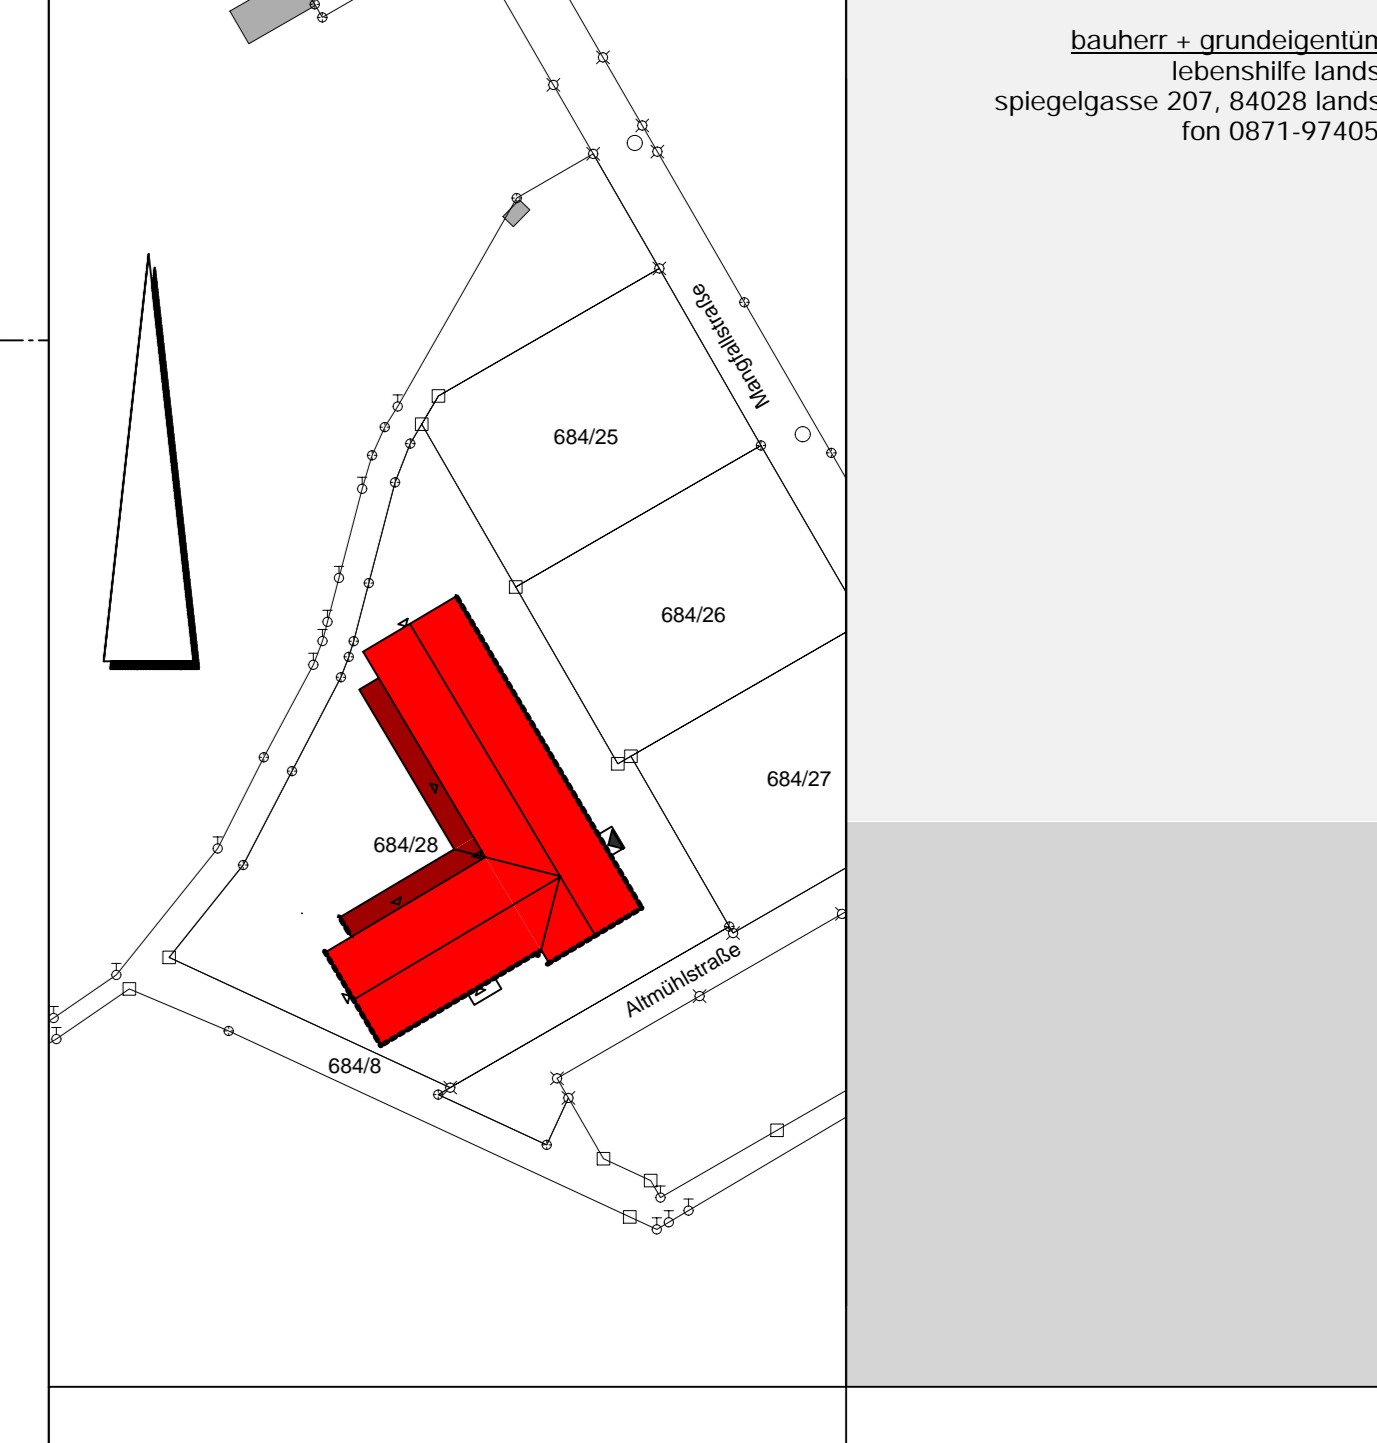 bauherr + grundeigentüm
lebenshilfe lands
spiegelgasse 207, 84028 lands
fon 0871-97405
Mangfallstraße
684/25
684/26
684/27
684/28
Altmühlstraße
684/8